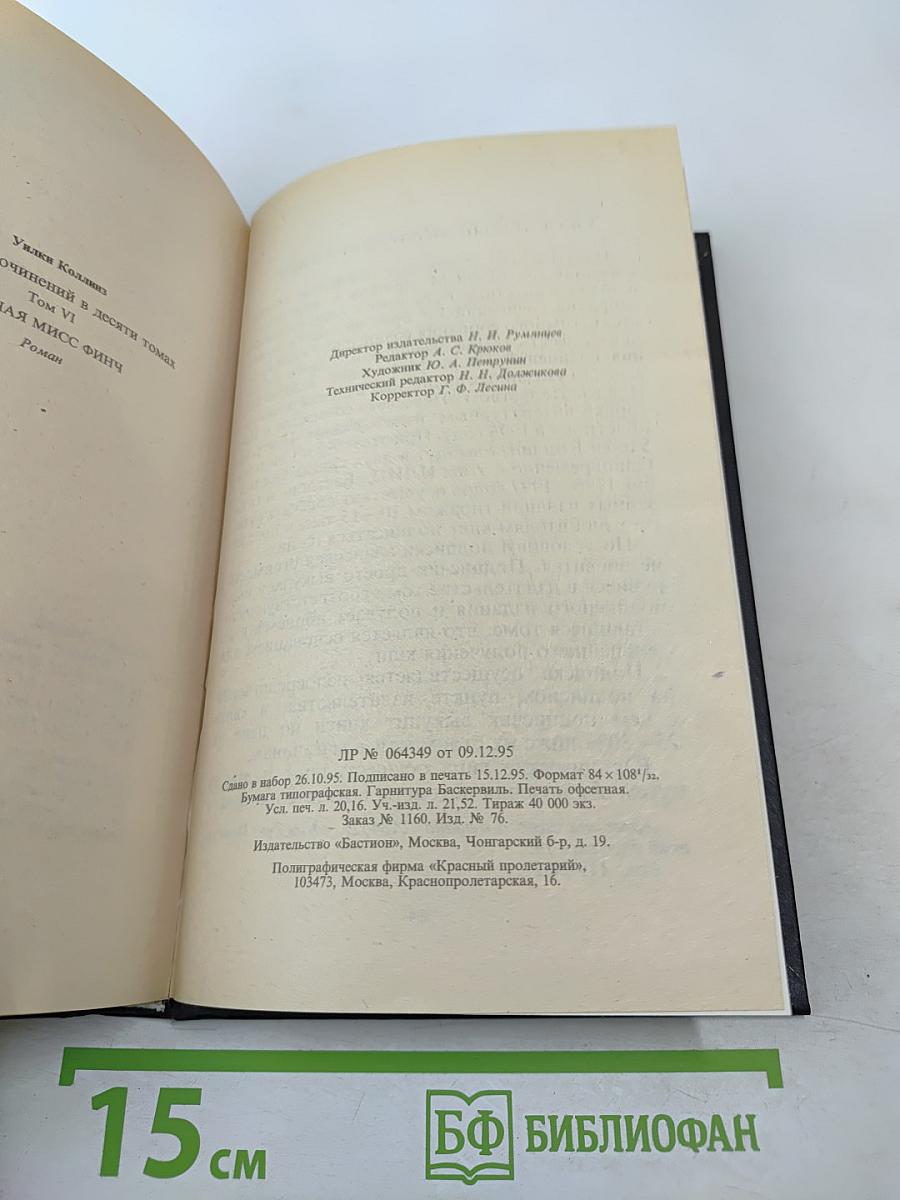 Уилки Коллинз
ОЧИНЕНИЙ В ДЕСЯТИ ТОМАХ
Том VI
НАЯ МИСС ФИНЧ
Роман
Директор издательства Н. И. Румянцев
Редактор А. С. Крюков
Художник Ю. А. Петрунин
Технический редактор Н. Н. Должикова
Корректор Г. Ф. Лесина
ЛР № 064349 от 09.12.95
Сдано в набор 26.10.95. Подписано в печать 15.12.95. Формат 84 × 108¹/₃₂.
Бумага типографская. Гарнитура Баскервиль. Печать офсетная.
Усл. печ. л. 20,16. Уч.-изд. л. 21,52. Тираж 40 000 экз.
Заказ № 1160. Изд. № 76.
Издательство «Бастион», Москва, Чонгарский б-р, д. 19.
Полиграфическая фирма «Красный пролетарий»,
103473, Москва, Краснопролетарская, 16.
15 см
БФ БИБЛИОФАН